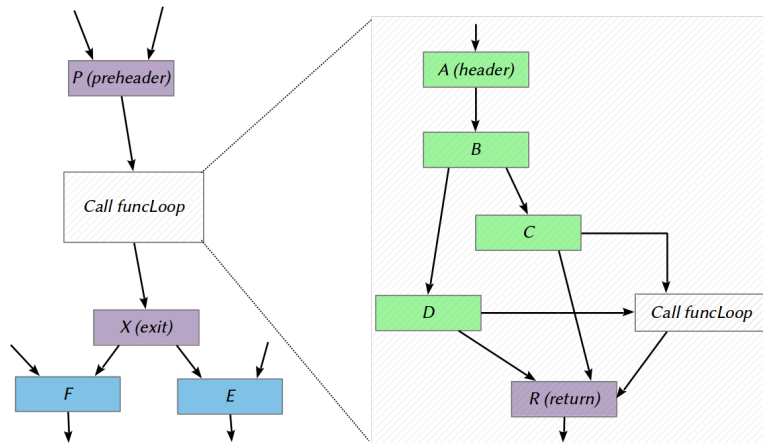 P (preheader)
Call funcLoop
X (exit)
F
E
A (header)
B
C
D
Call funcLoop
R (return)